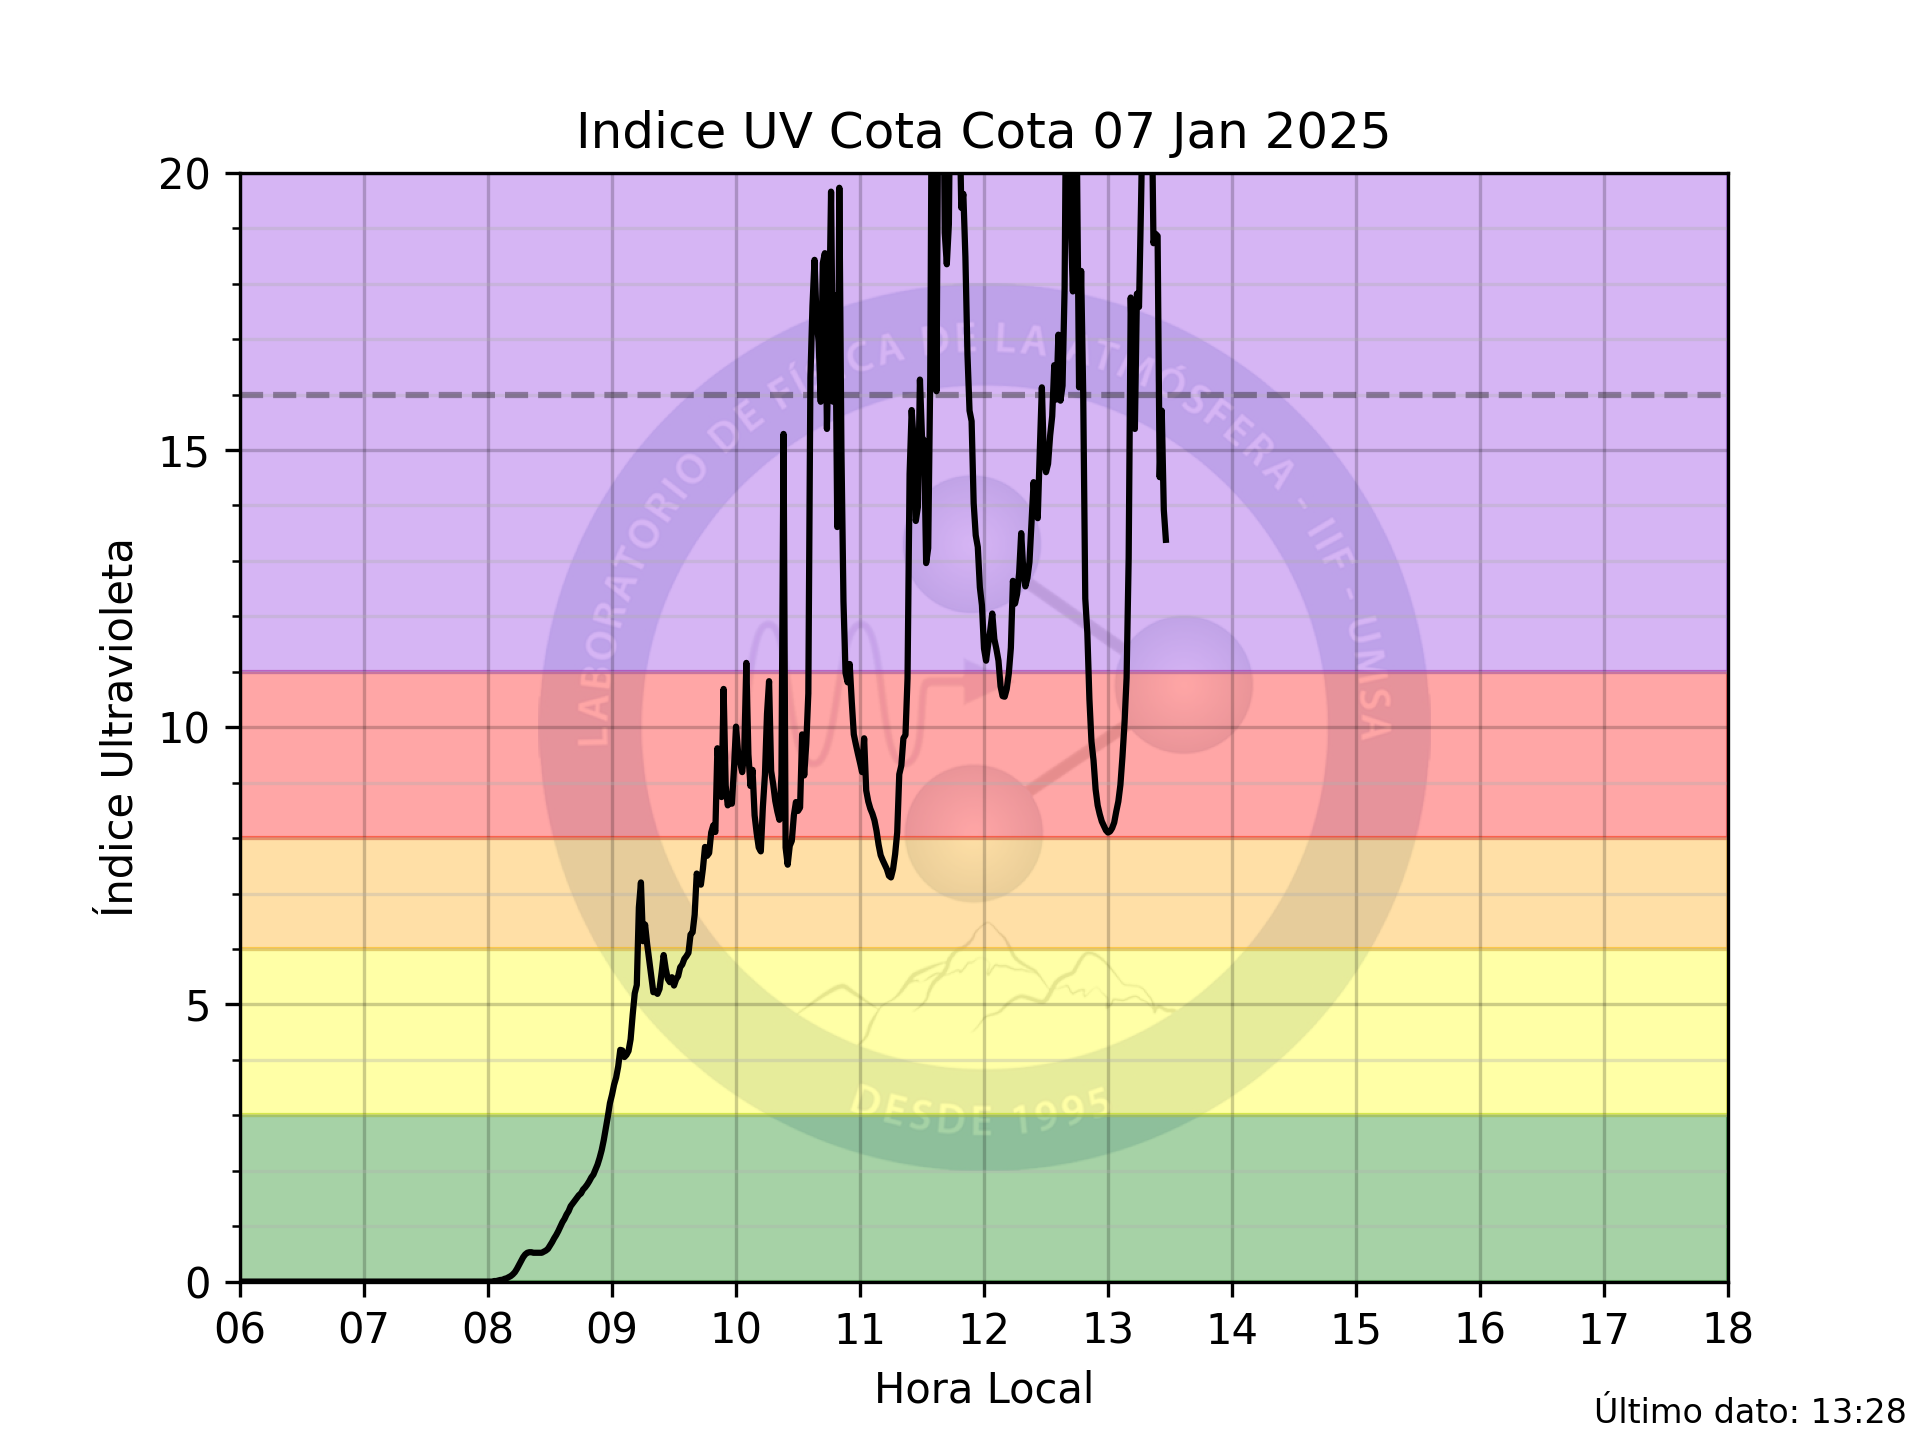 Indice UV Cota Cota 07 Jan 2025
Índice Ultravioleta
20
15
10
5
0
LABORATORIO DE FÍSICA DE LA ATMÓSFERA - IIF - UMSA
DESDE 1995
06 07 08 09 10 11 12 13 14 15 16 17 18
Hora Local
Último dato: 13:28